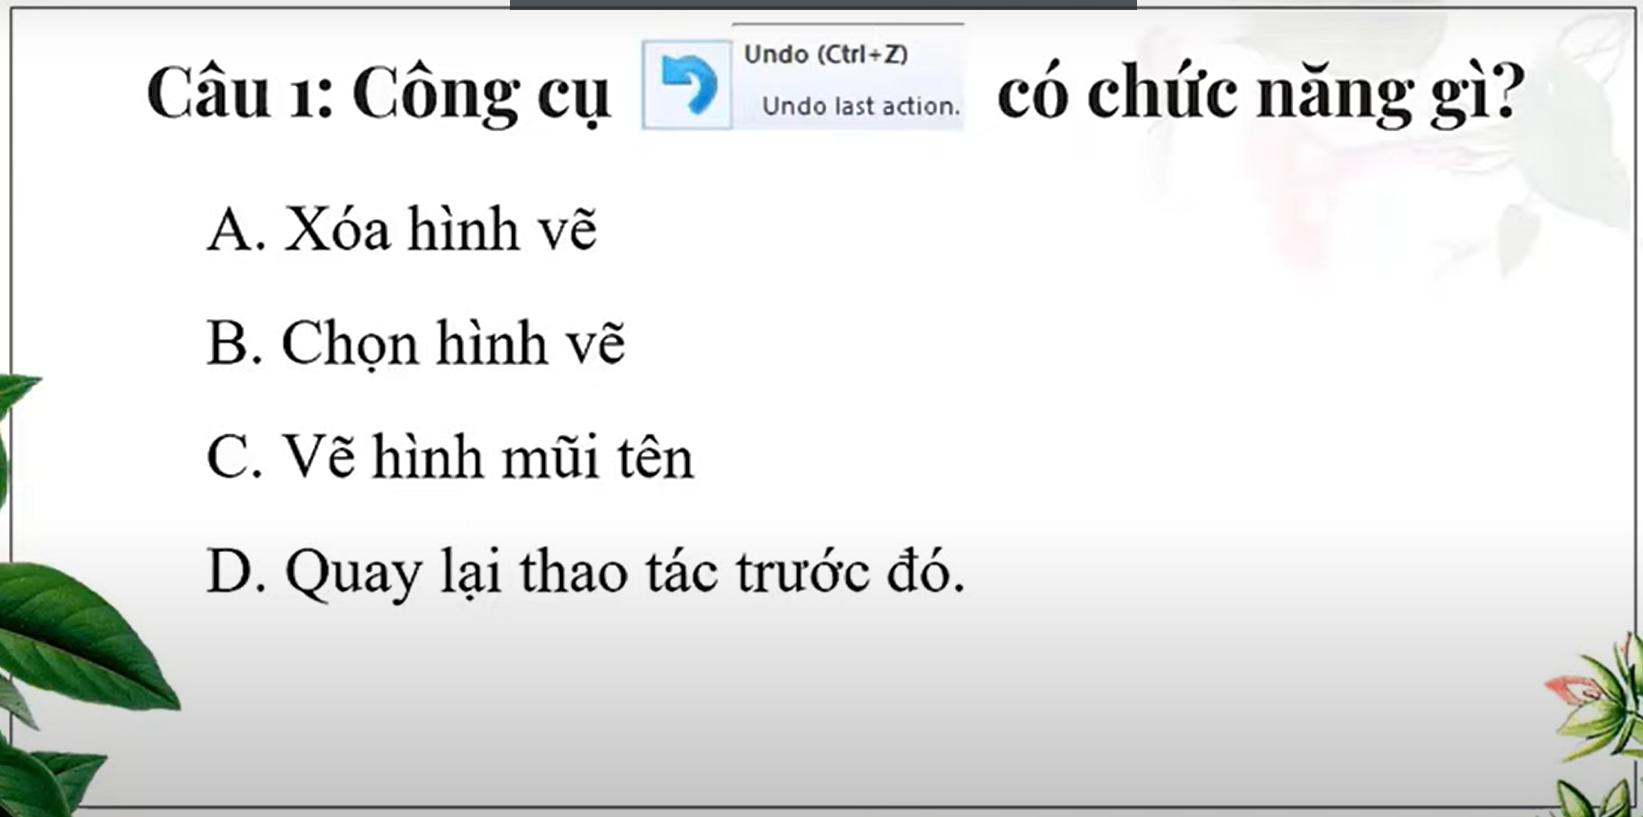 Câu 1: Công cụ Undo (Ctrl+Z) Undo last action. có chức năng gì?
A. Xóa hình vẽ
B. Chọn hình vẽ
C. Vẽ hình mũi tên
D. Quay lại thao tác trước đó.